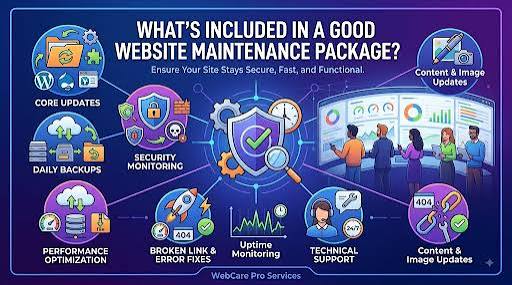 WHAT'S INCLUDED IN A GOOD
WEBSITE MAINTENANCE PACKAGE?
Ensure Your Site Stays Secure, Fast, and Functional.
CORE UPDATES
Content & Image
Updates
SECURITY
MONITORING
DAILY BACKUPS
PERFORMANCE
OPTIMIZATION
404
BROKEN LINK &
ERROR FIXES
Uptime
Monitoring
24/7
TECHNICAL
SUPPORT
404
Content &
Image Updates
WebCare Pro Services